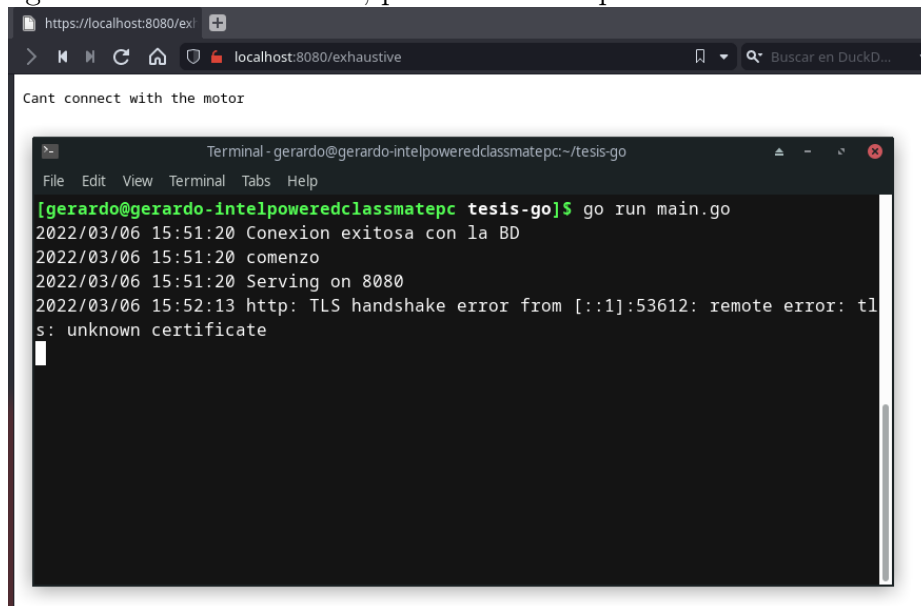 https://localhost:8080/exh
localhost:8080/exhaustive
Buscar en DuckD...
Cant connect with the motor
Terminal - gerardo@gerardo-intelpoweredclassmatepc:~/tesis-go
File Edit View Terminal Tabs Help
[gerardo@gerardo-intelpoweredclassmatepc tesis-go]$ go run main.go
2022/03/06 15:51:20 Conexion exitosa con la BD
2022/03/06 15:51:20 comenzo
2022/03/06 15:51:20 Serving on 8080
2022/03/06 15:52:13 http: TLS handshake error from [::1]:53612: remote error: tl
s: unknown certificate